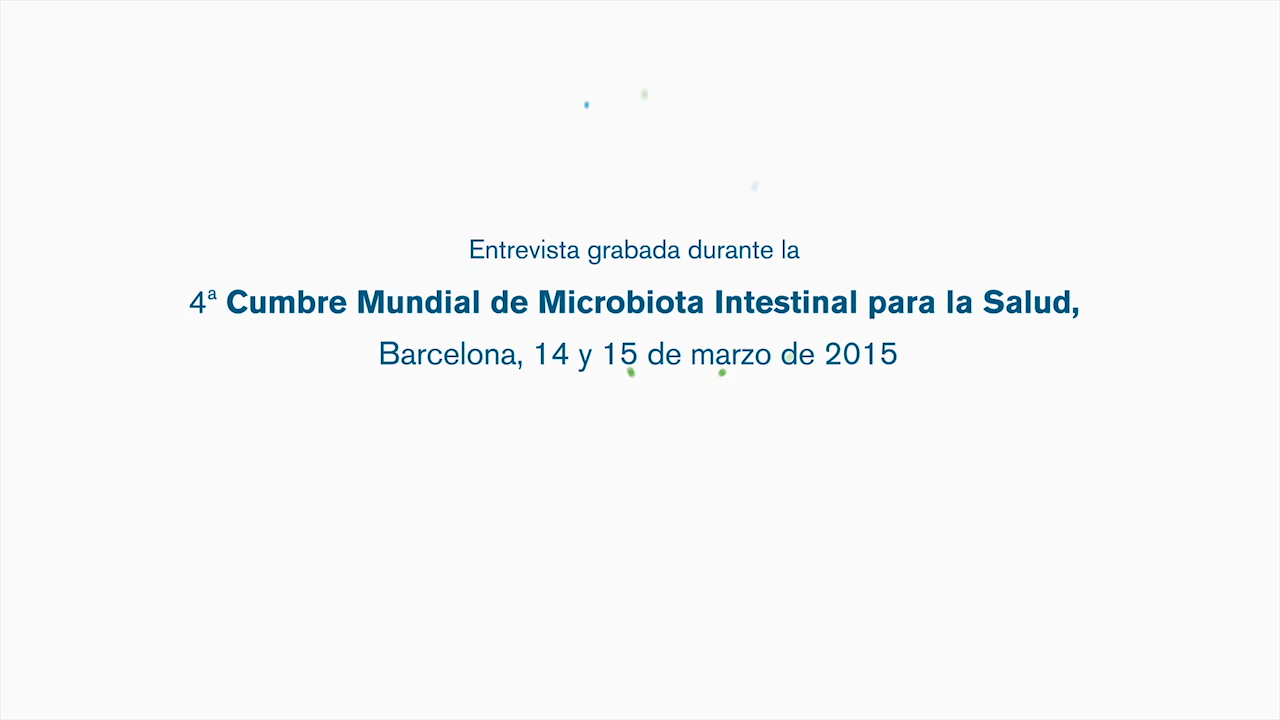 Entrevista grabada durante la
4ª Cumbre Mundial de Microbiota Intestinal para la Salud,
Barcelona, 14 y 15 de marzo de 2015